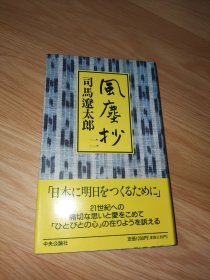 風塵抄
二
司馬遼太郎
「日本に明日をつくるために」
21世紀への
痛切な思いと愛をこめて
「ひとびとの心」の在りようを訴える
中央公論社